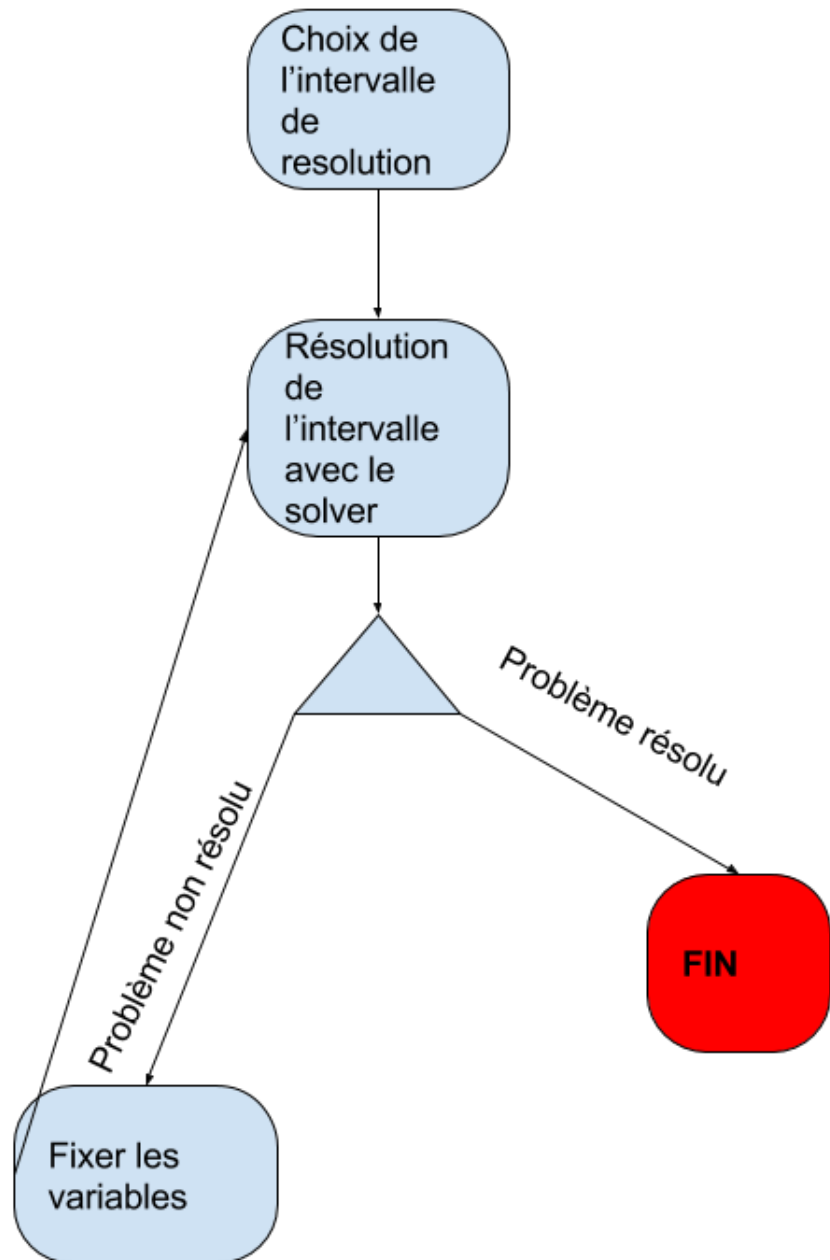 Choix de
l'intervalle
de
resolution
Résolution
de
l'intervalle
avec le
solver
Problème résolu
Problème non résolu
FIN
Fixer les
variables